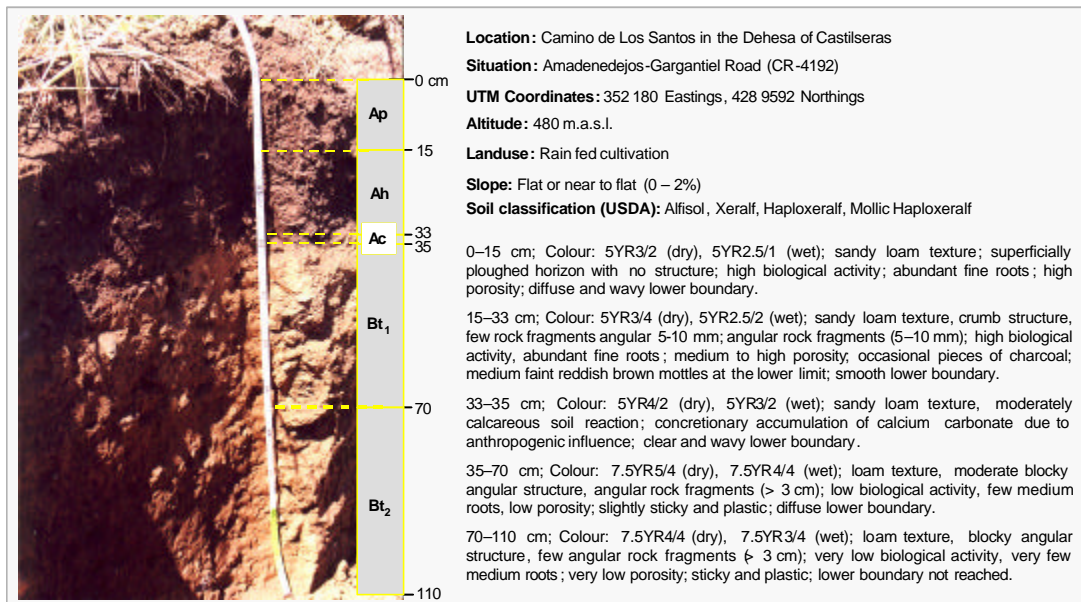 0 cm
Ap
15
Ah
33
Ac
35
Bt1
70
Bt2
110
Location: Camino de Los Santos in the Dehesa of Castilseras
Situation: Amadenedejos-Gargantiel Road (CR-4192)
UTM Coordinates: 352 180 Eastings, 428 9592 Northings
Altitude: 480 m.a.s.l.
Landuse: Rain fed cultivation
Slope: Flat or near to flat (0 – 2%)
Soil classification (USDA): Alfisol, Xeralf, Haploxeralf, Mollic Haploxeralf
0–15 cm; Colour: 5YR3/2 (dry), 5YR2.5/1 (wet); sandy loam texture; superficially
ploughed horizon with no structure; high biological activity; abundant fine roots; high
porosity; diffuse and wavy lower boundary.
15–33 cm; Colour: 5YR3/4 (dry), 5YR2.5/2 (wet); sandy loam texture, crumb structure,
few rock fragments angular 5-10 mm; angular rock fragments (5–10 mm); high biological
activity, abundant fine roots; medium to high porosity; occasional pieces of charcoal;
medium faint reddish brown mottles at the lower limit; smooth lower boundary.
33–35 cm; Colour: 5YR4/2 (dry), 5YR3/2 (wet); sandy loam texture, moderately
calcareous soil reaction; concretionary accumulation of calcium carbonate due to
anthropogenic influence; clear and wavy lower boundary.
35–70 cm; Colour: 7.5YR5/4 (dry), 7.5YR4/4 (wet); loam texture, moderate blocky
angular structure, angular rock fragments (> 3 cm); low biological activity, few medium
roots, low porosity; slightly sticky and plastic; diffuse lower boundary.
70–110 cm; Colour: 7.5YR4/4 (dry), 7.5YR3/4 (wet); loam texture, blocky angular
structure, few angular rock fragments (> 3 cm); very low biological activity, very few
medium roots; very low porosity; sticky and plastic; lower boundary not reached.